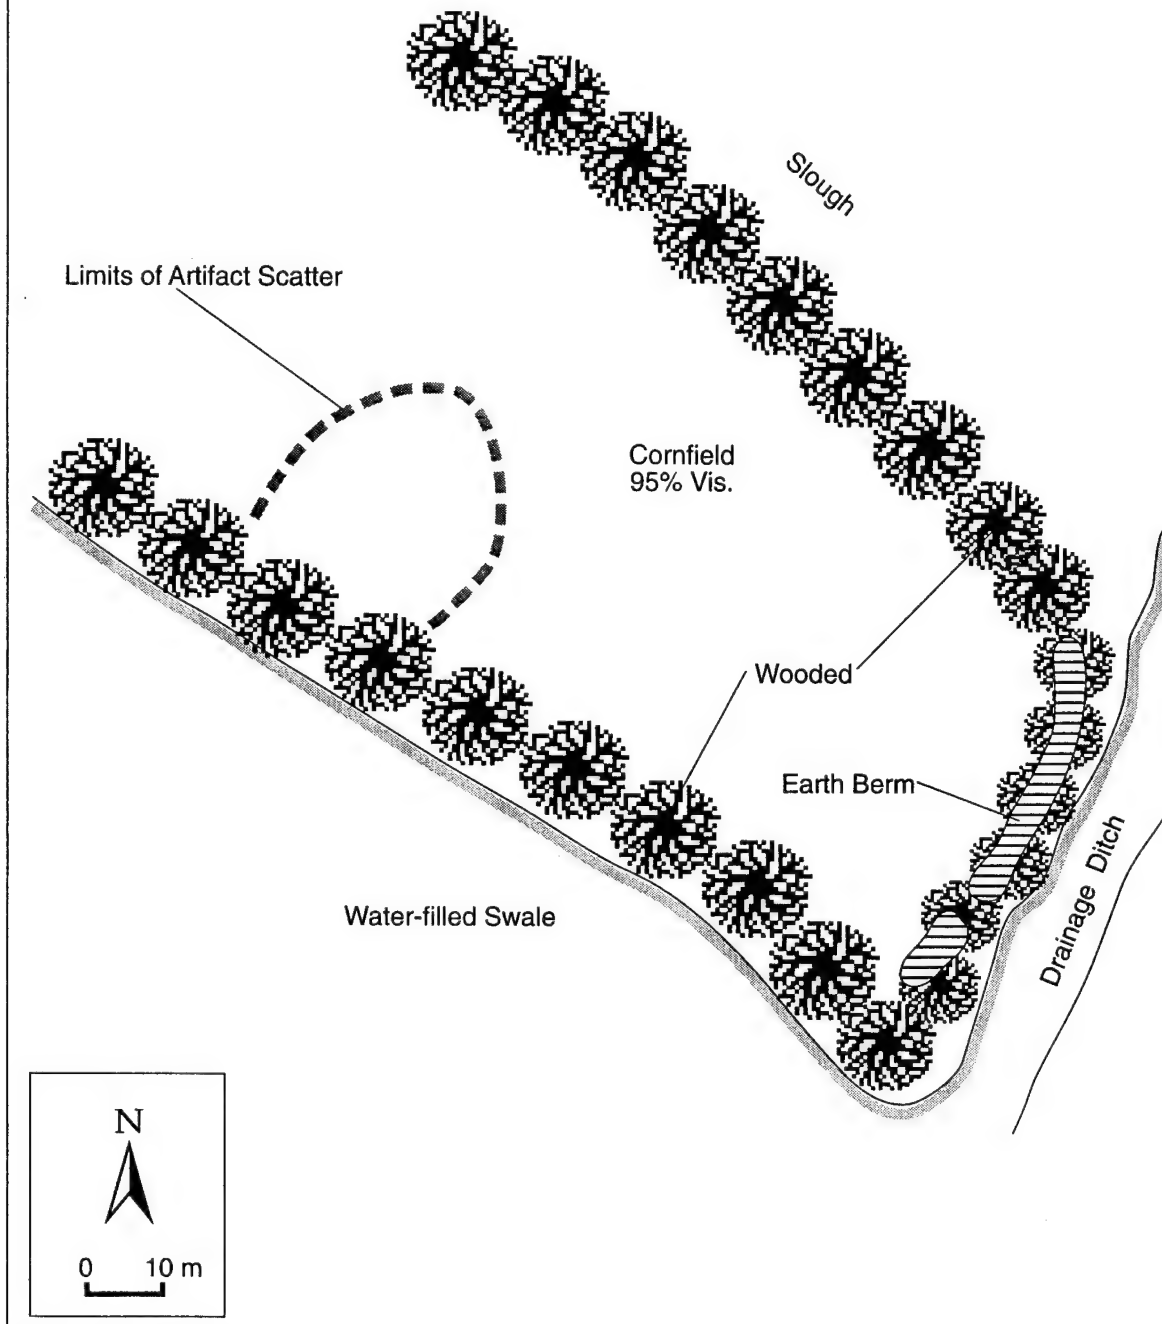 Slough
Limits of Artifact Scatter
Cornfield
95% Vis.
Wooded
Earth Berm
Drainage Ditch
Water-filled Swale
N
0 10 m